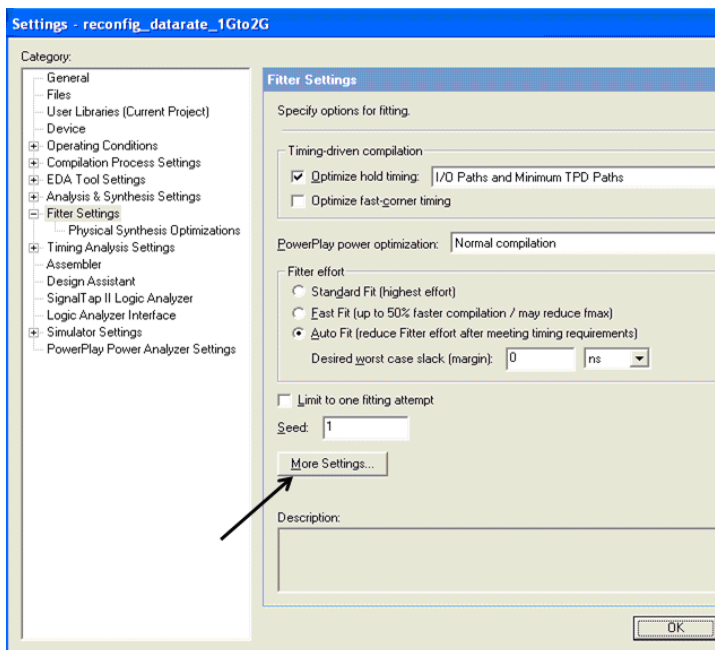 Settings - reconfig_datarate_1Gto2G
Category:
General
Files
User Libraries (Current Project)
Device
Operating Conditions
Compilation Process Settings
EDA Tool Settings
Analysis & Synthesis Settings
Fitter Settings
Physical Synthesis Optimizations
Timing Analysis Settings
Assembler
Design Assistant
SignalTap II Logic Analyzer
Logic Analyzer Interface
Simulator Settings
PowerPlay Power Analyzer Settings
Fitter Settings
Specify options for fitting.
Timing-driven compilation
Optimize hold timing: I/O Paths and Minimum TPD Paths
Optimize fast-corner timing
PowerPlay power optimization: Normal compilation
Fitter effort
Standard Fit (highest effort)
Fast Fit (up to 50% faster compilation / may reduce fmax)
Auto Fit (reduce Fitter effort after meeting timing requirements)
Desired worst case slack (margin): 0 ns
Limit to one fitting attempt
Seed: 1
More Settings...
Description:
OK